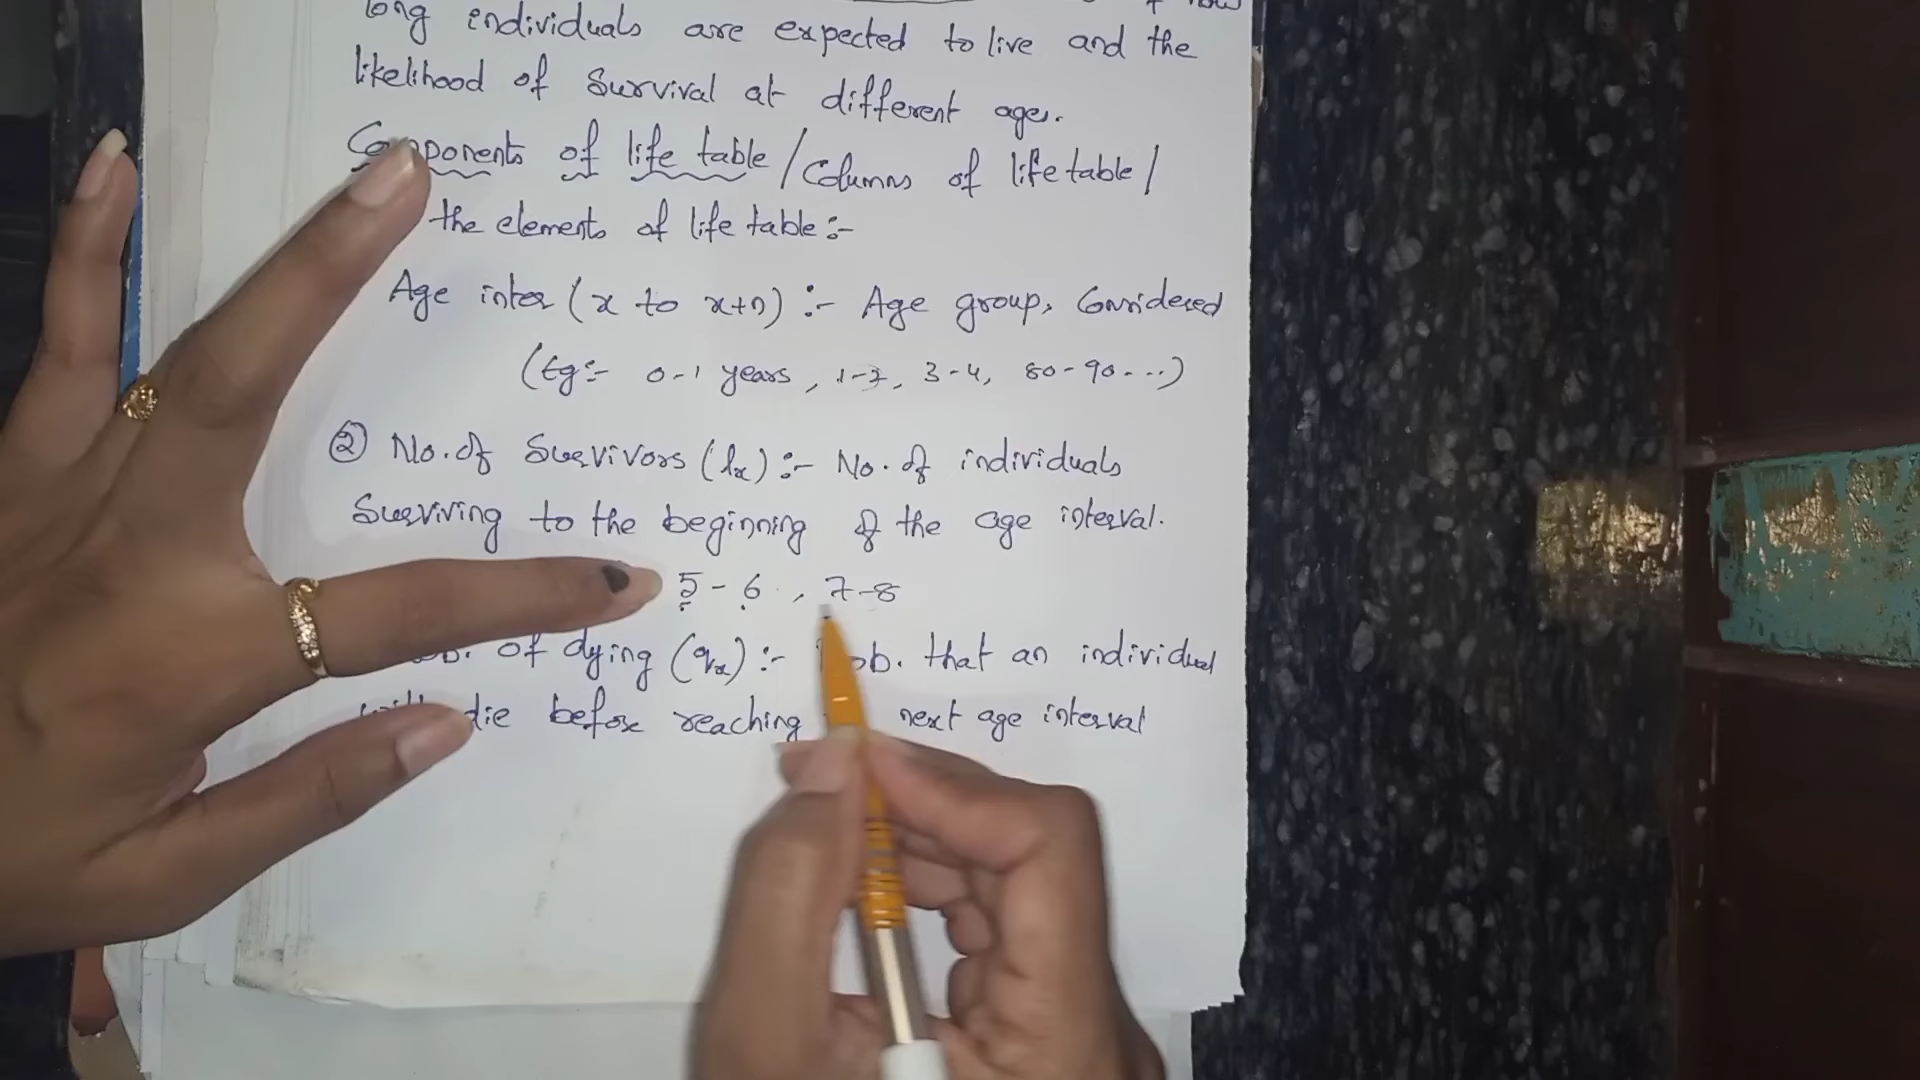 long individuals are expected to live and the
likelihood of Survival at different age.
Components of life table / Columns of life table /
the elements of life table :-
Age inter (x to x+n) :- Age group, Considered
(Eg:- 0-1 years, 1-2, 3-4, 80-90...)
② No. of Survivors (lx) :- No. of individuals
Surviving to the beginning of the age interval.
5-6, 7-8
of dying (qx) :- Prob. that an individual
will die before reaching next age interval